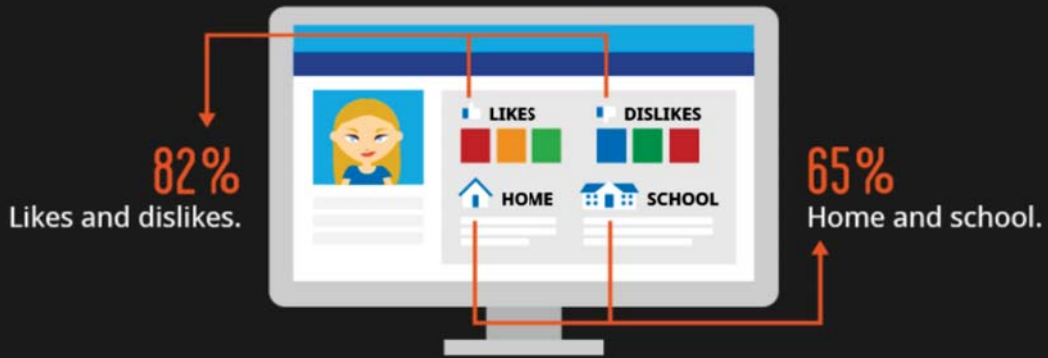 LIKES
DISLIKES
82%
Likes and dislikes.
65%
Home and school.
HOME
SCHOOL